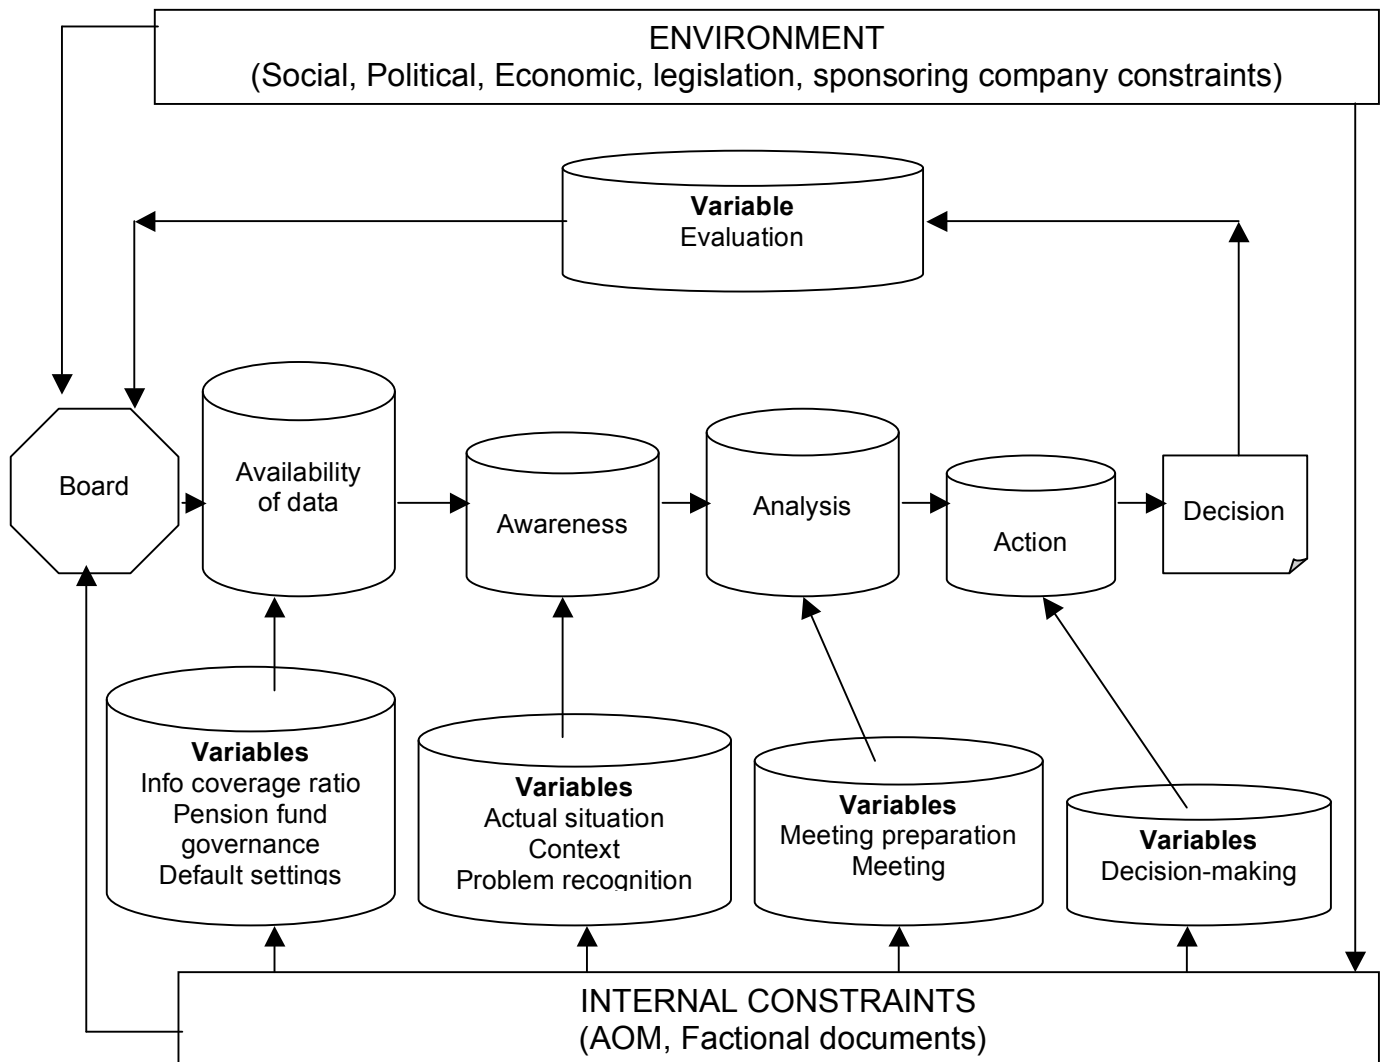 ENVIRONMENT
(Social, Political, Economic, legislation, sponsoring company constraints)
Variable
Evaluation
Board
Availability
of data
Awareness
Analysis
Action
Decision
Variables
Info coverage ratio
Pension fund
governance
Default settings
Variables
Actual situation
Context
Problem recognition
Variables
Meeting preparation
Meeting
Variables
Decision-making
INTERNAL CONSTRAINTS
(AOM, Factional documents)